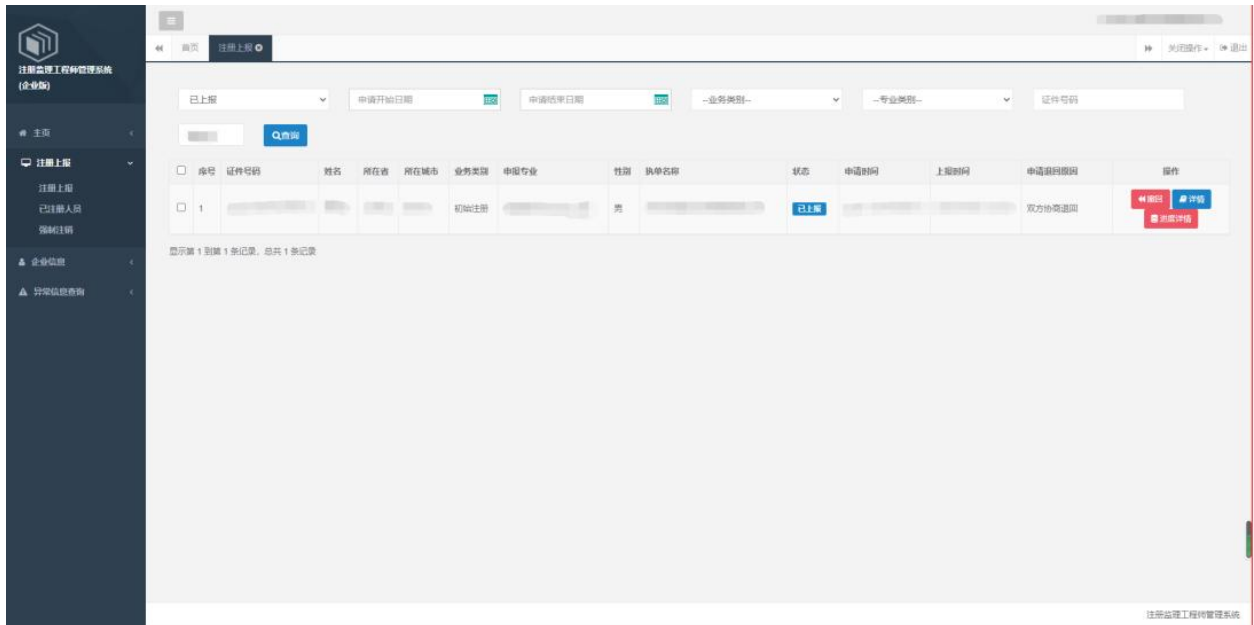 注册监理工程师管理系统
(企业版)
首页 注册上报
关闭操作 退出
主页
注册上报
注册上报
已注册人员
强制注销
企业信息
异常信息查询
已上报 申请开始日期 申请结束日期 --业务类别-- --专业类别-- 证件号码
查询
序号 证件号码 姓名 所在省 所在城市 业务类别 申报专业 性别 执单名称 状态 申请时间 上报时间 申请退回原因 操作
1 初始注册 男 已上报 双方协商退回 撤回 详情
进度详情
显示第 1 到第 1 条记录，总共 1 条记录
注册监理工程师管理系统